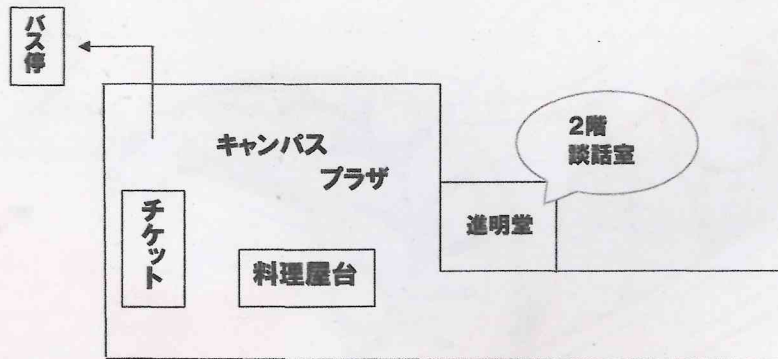 バス停
キャンパス
プラザ
2階
談話室
チケット
進明堂
料理屋台